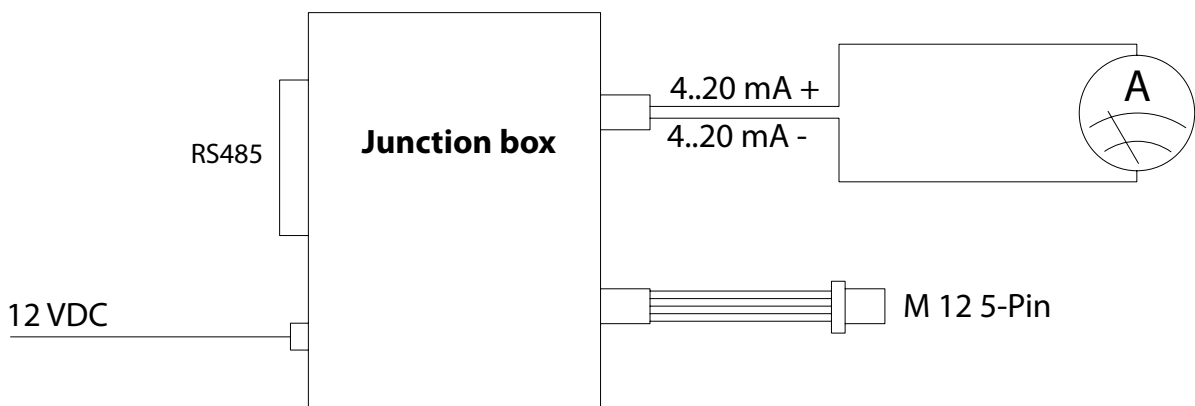 4..20 mA +
A
4..20 mA -
Junction box
RS485
12 VDC
M 12 5-Pin